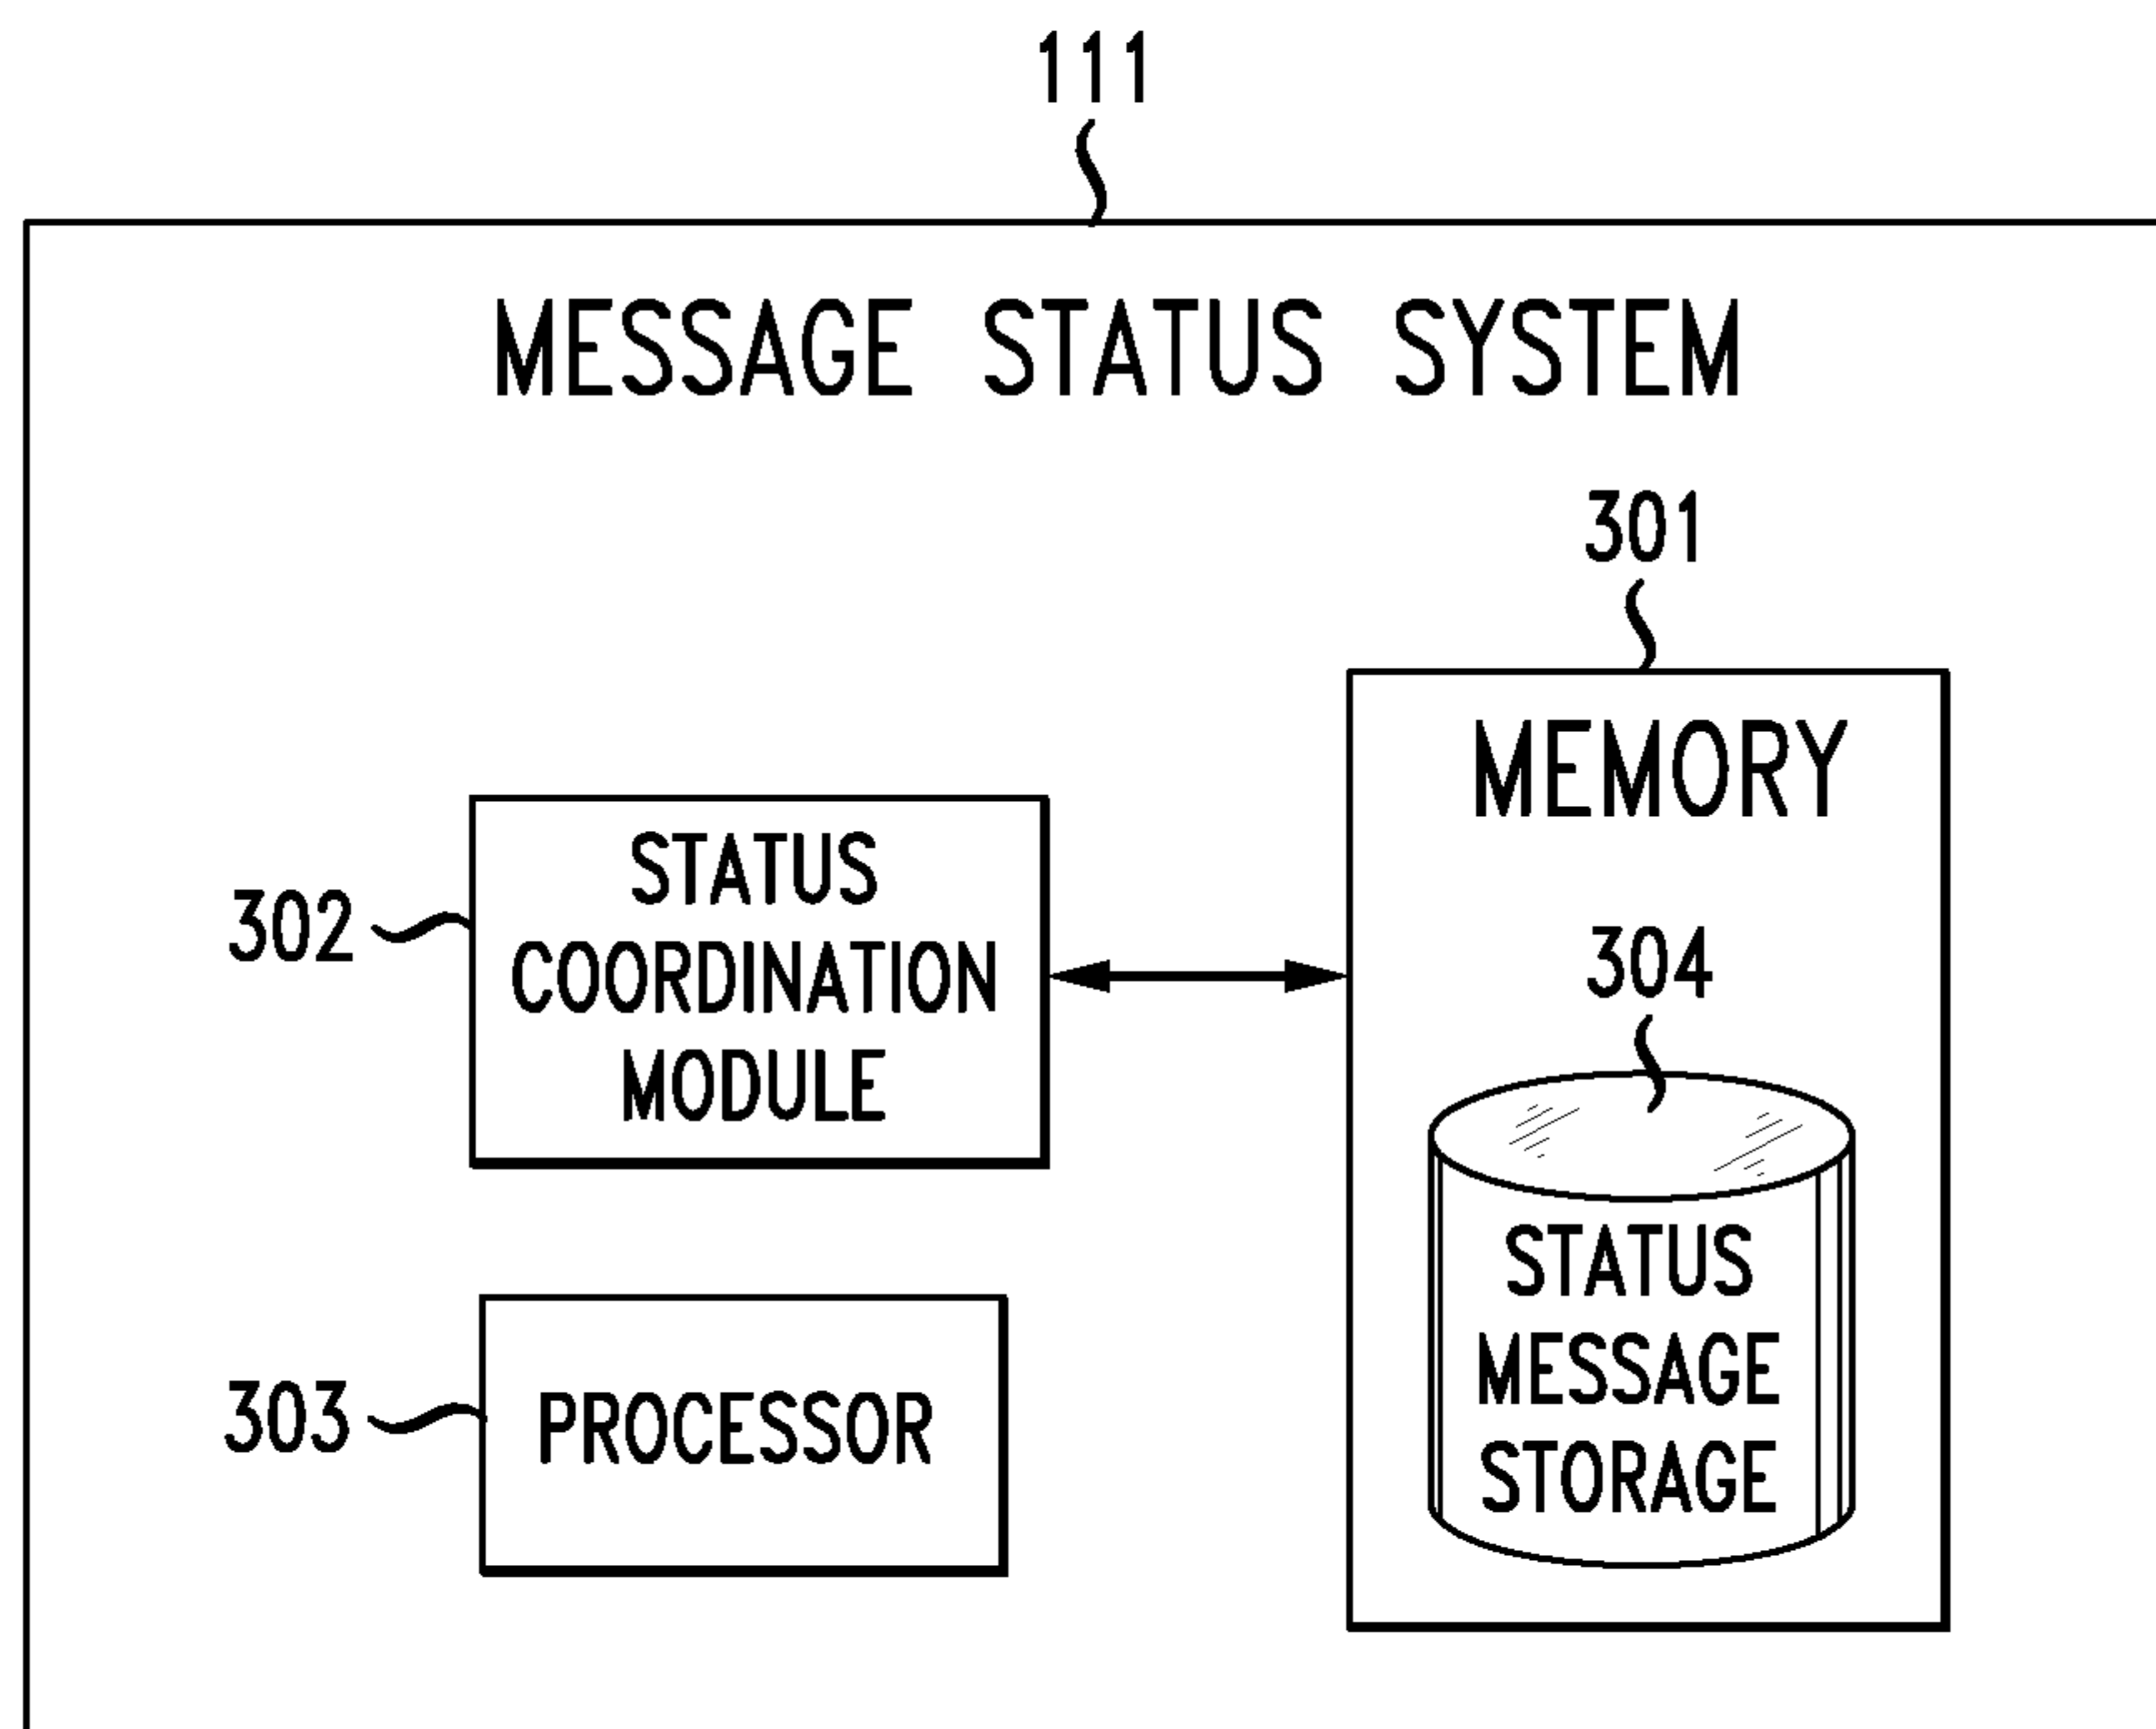 111
MESSAGE STATUS SYSTEM
301
MEMORY
302
STATUS
COORDINATION
MODULE
304
STATUS
MESSAGE
STORAGE
303
PROCESSOR